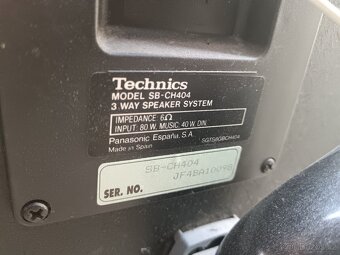 Technics
MODEL SB-CH404
3 WAY SPEAKER SYSTEM
IMPEDANCE 6Ω
INPUT: 80 W. MUSIC. 40 W. DIN.
Panasonic España, S.A.
Made in Spain
SB-CH404
SER. NO. JF4BA10098